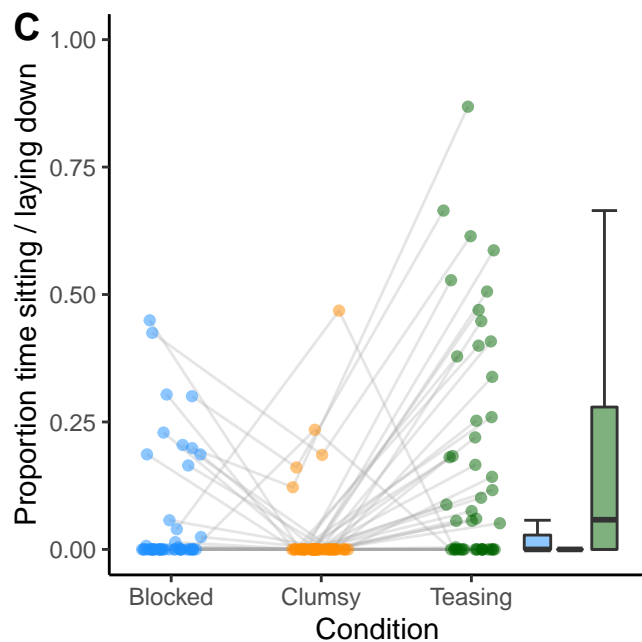 C
Proportion time sitting / laying down
1.00
0.75
0.50
0.25
0.00
Blocked Clumsy Teasing
Condition